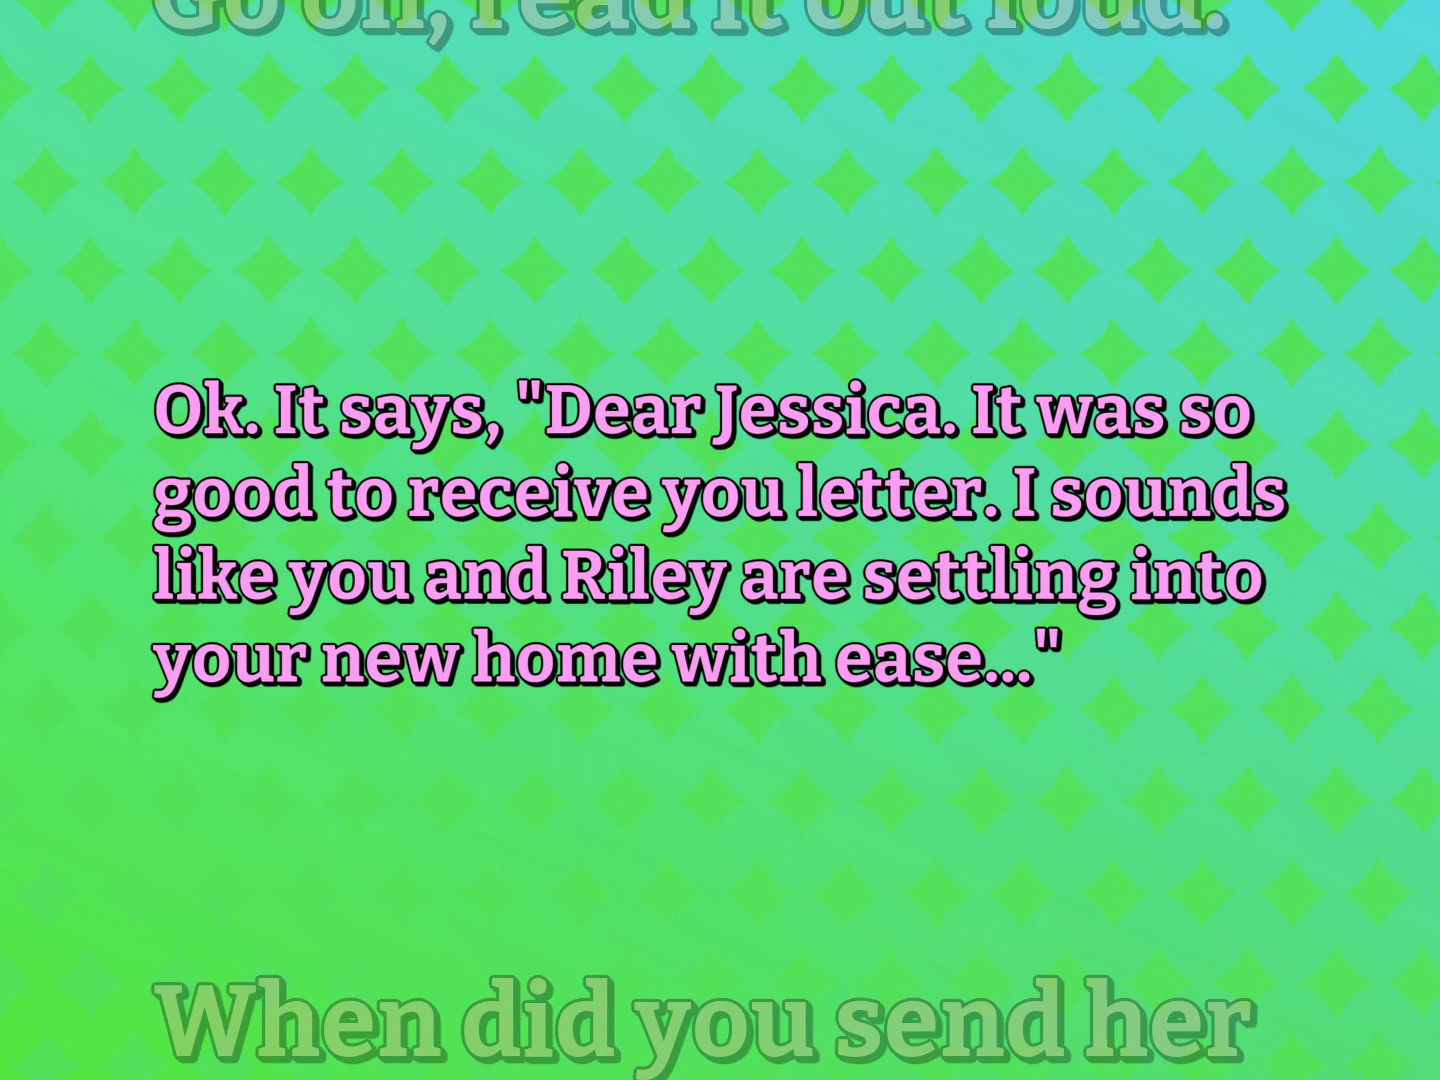 Go on, read it out loud.
Ok. It says, "Dear Jessica. It was so
good to receive you letter. I sounds
like you and Riley are settling into
your new home with ease..."
When did you send her